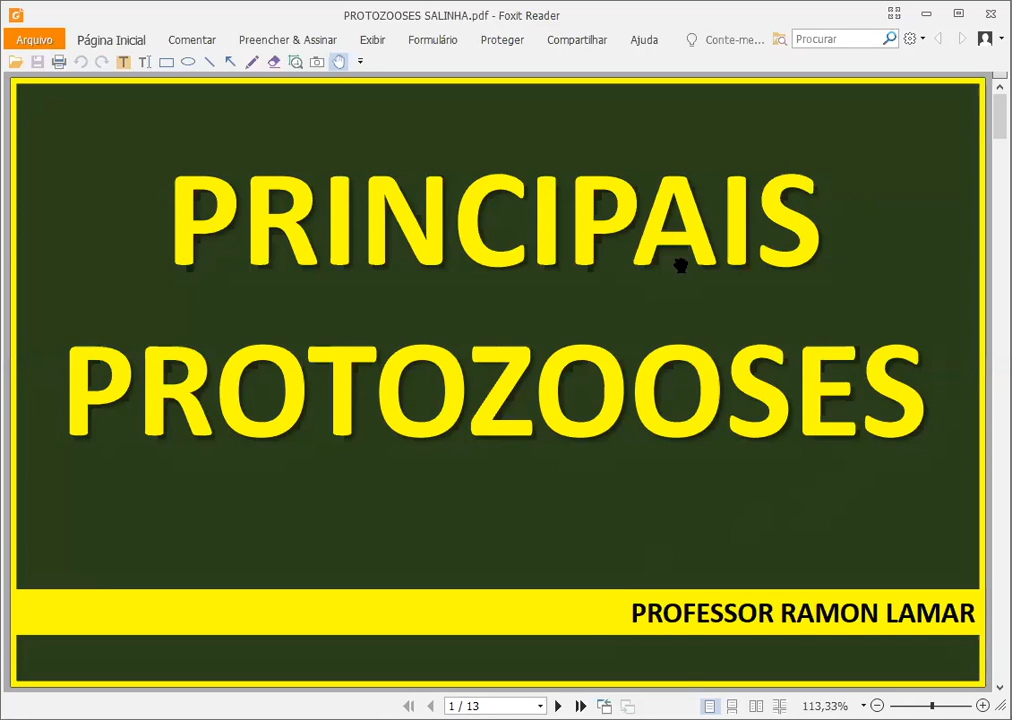 PROTOZOOSES SALINHA.pdf - Foxit Reader
Arquivo Página Inicial Comentar Preencher & Assinar Exibir Formulário Proteger Compartilhar Ajuda Conte-me... Procurar
PRINCIPAIS
PROTOZOOSES
PROFESSOR RAMON LAMAR
1 / 13 113,33%